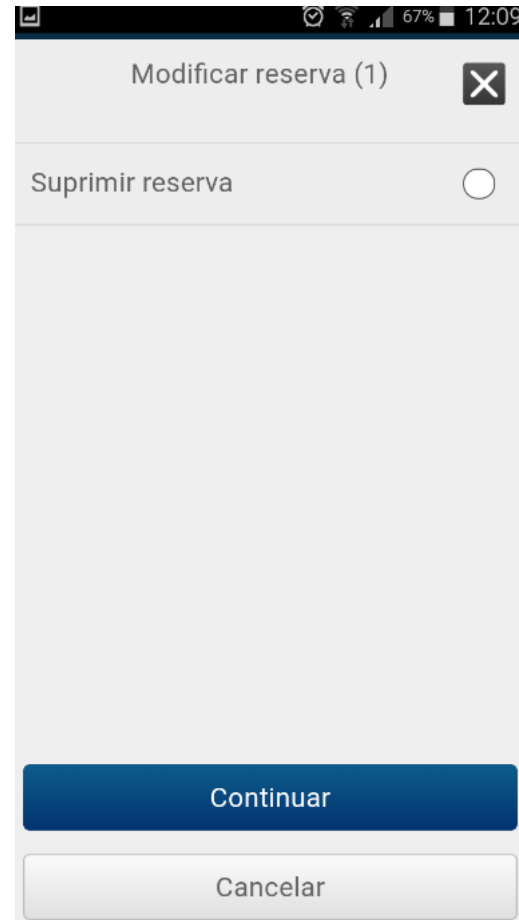 67% 12:09
Modificar reserva (1)
Suprimir reserva
Continuar
Cancelar